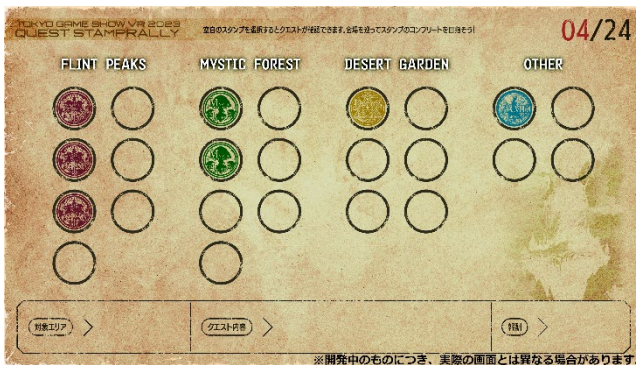 TOKYO GAME SHOW VR 2023
QUEST STAMPRALLY
空白のスタンプを選択するとクエストが確認できます。会場を巡ってスタンプのコンプリートを目指そう!
04/24
FLINT PEAKS
MYSTIC FOREST
DESERT GARDEN
OTHER
対象エリア
クエスト内容
報酬
※開発中のものにつき、実際の画面とは異なる場合があります。